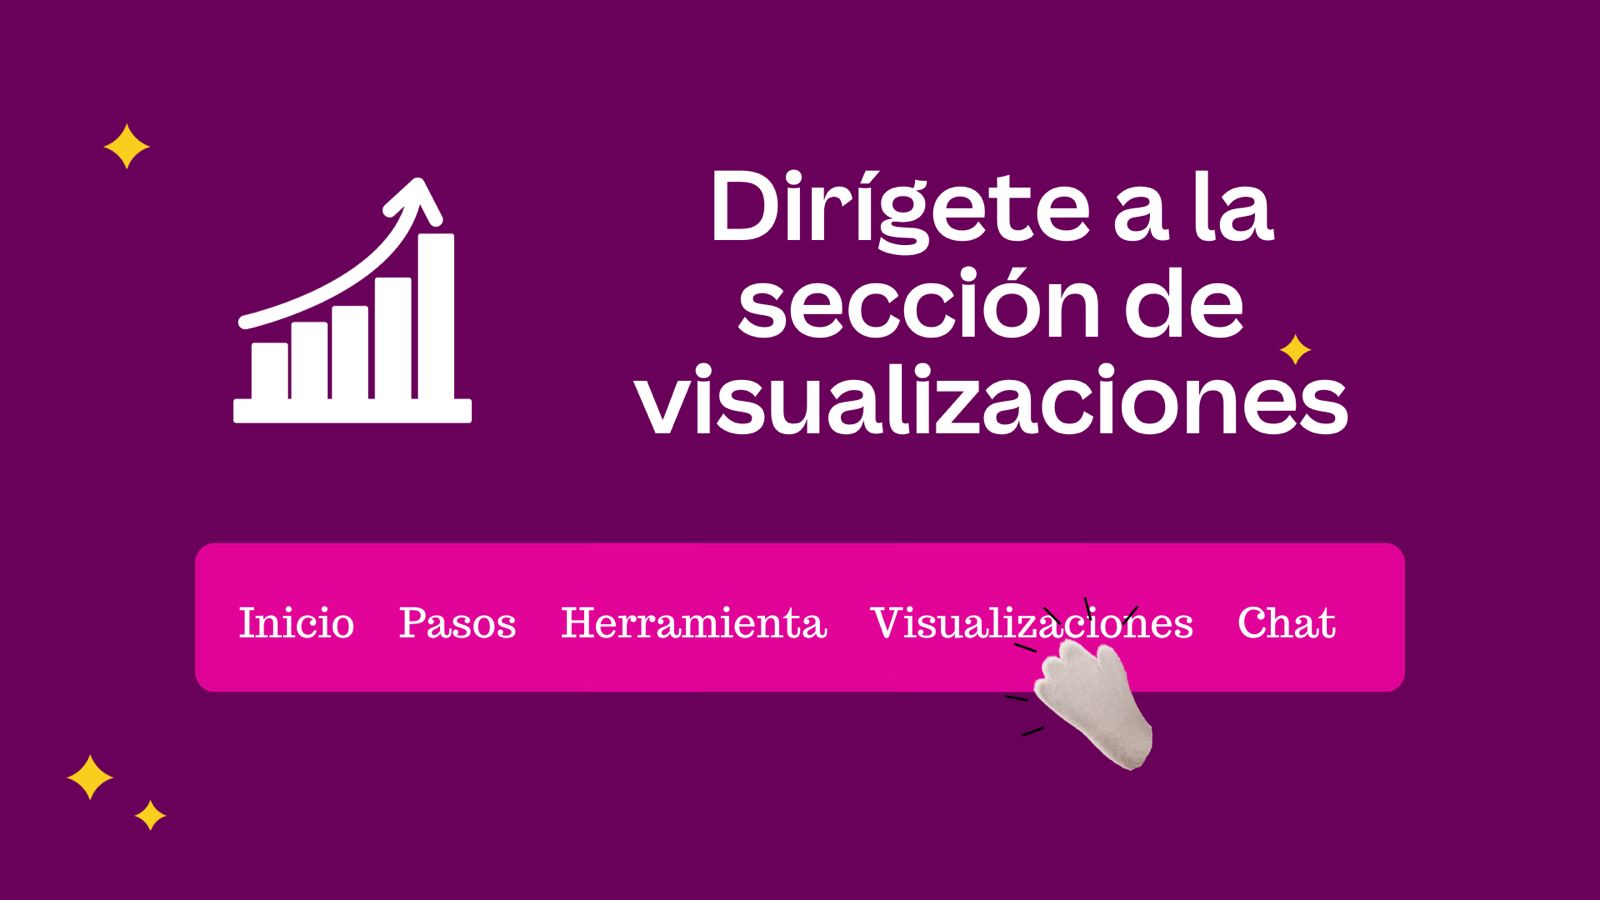 Dirígete a la
sección de
visualizaciones
Inicio Pasos Herramienta Visualizaciones Chat